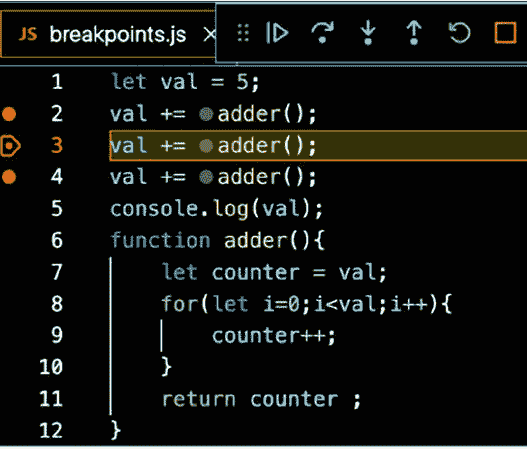 JS breakpoints.js
1 let val = 5;
2 val += adder();
3 val += adder();
4 val += adder();
5 console.log(val);
6 function adder(){
7 let counter = val;
8 for(let i=0;i<val;i++){
9 counter++;
10 }
11 return counter ;
12 }